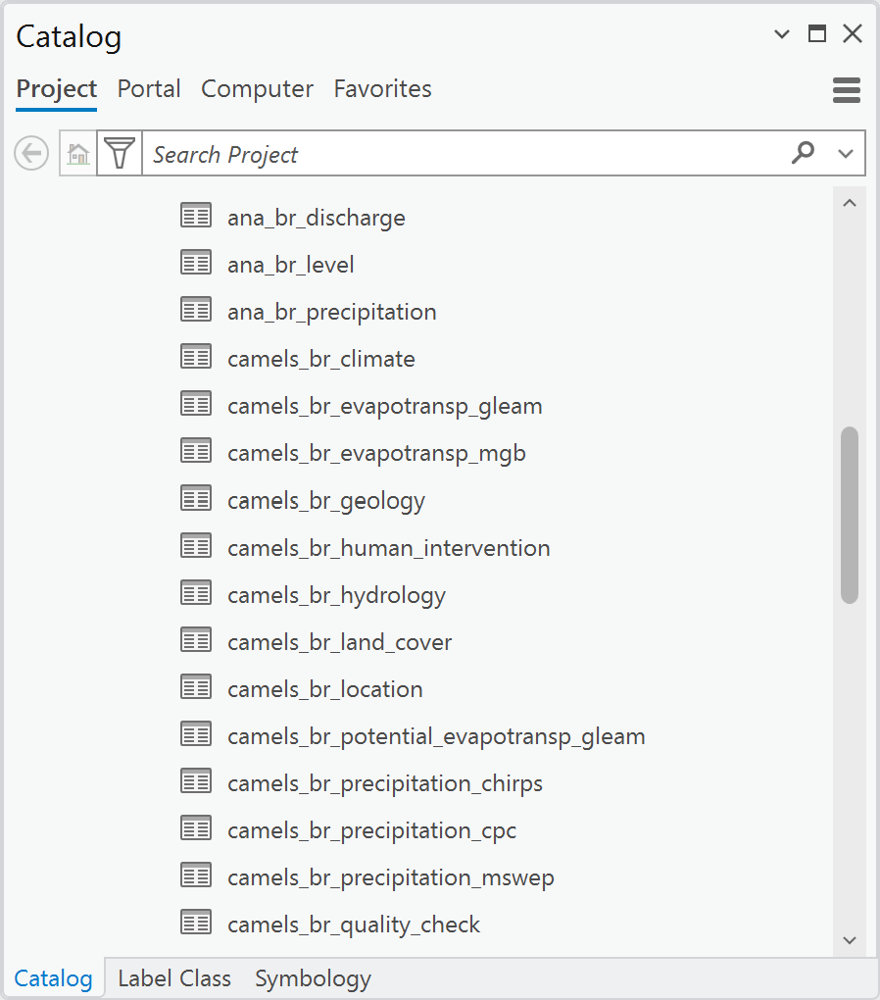 Catalog
Project Portal Computer Favorites
Search Project
ana_br_discharge
ana_br_level
ana_br_precipitation
camels_br_climate
camels_br_evapotransp_gleam
camels_br_evapotransp_mgb
camels_br_geology
camels_br_human_intervention
camels_br_hydrology
camels_br_land_cover
camels_br_location
camels_br_potential_evapotransp_gleam
camels_br_precipitation_chirps
camels_br_precipitation_cpc
camels_br_precipitation_mswep
camels_br_quality_check
Catalog Label Class Symbology